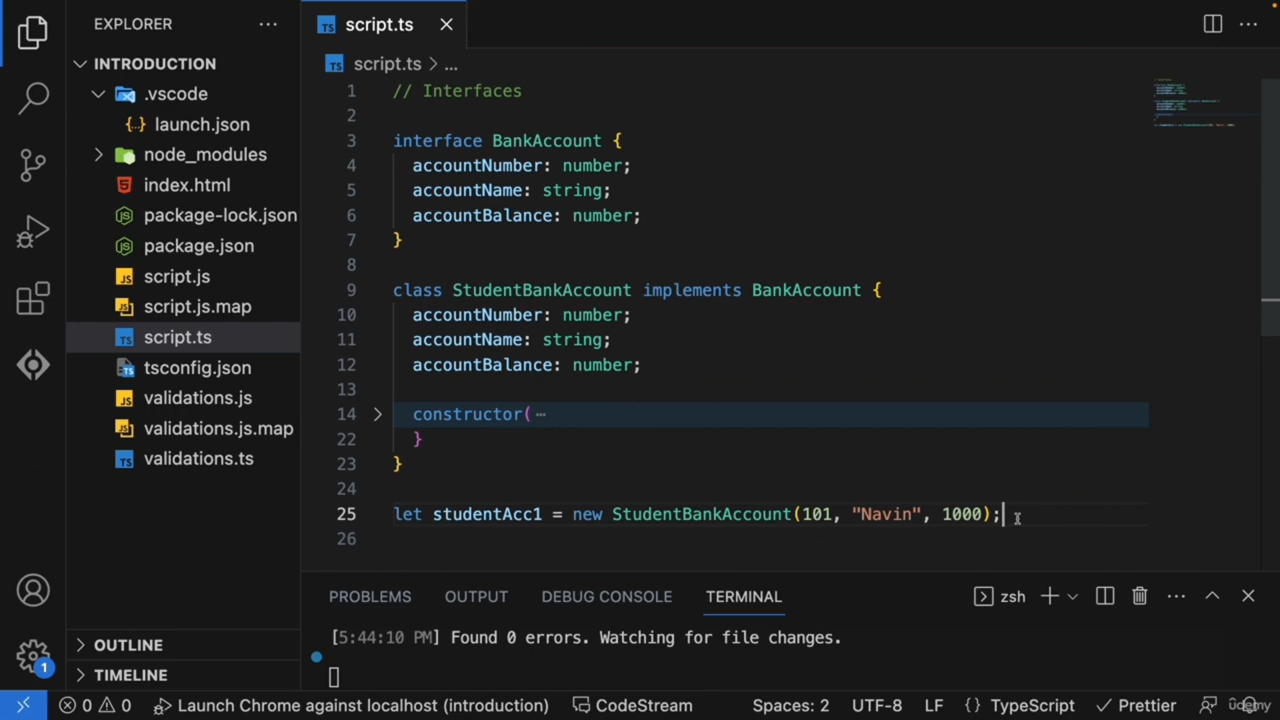 EXPLORER
INTRODUCTION
.vscode
launch.json
node_modules
index.html
package-lock.json
package.json
script.js
script.js.map
script.ts
tsconfig.json
validations.js
validations.js.map
validations.ts
OUTLINE
TIMELINE
TS script.ts
TS script.ts > ...
1 // Interfaces
2
3 interface BankAccount {
4 accountNumber: number;
5 accountName: string;
6 accountBalance: number;
7 }
8
9 class StudentBankAccount implements BankAccount {
10 accountNumber: number;
11 accountName: string;
12 accountBalance: number;
13
14 constructor( ⋯
22 }
23 }
24
25 let studentAcc1 = new StudentBankAccount(101, "Navin", 1000);
26
PROBLEMS OUTPUT DEBUG CONSOLE TERMINAL zsh
[5:44:10 PM] Found 0 errors. Watching for file changes.
1
0 0 Launch Chrome against localhost (introduction) CodeStream Spaces: 2 UTF-8 LF {} TypeScript Prettier
udemy